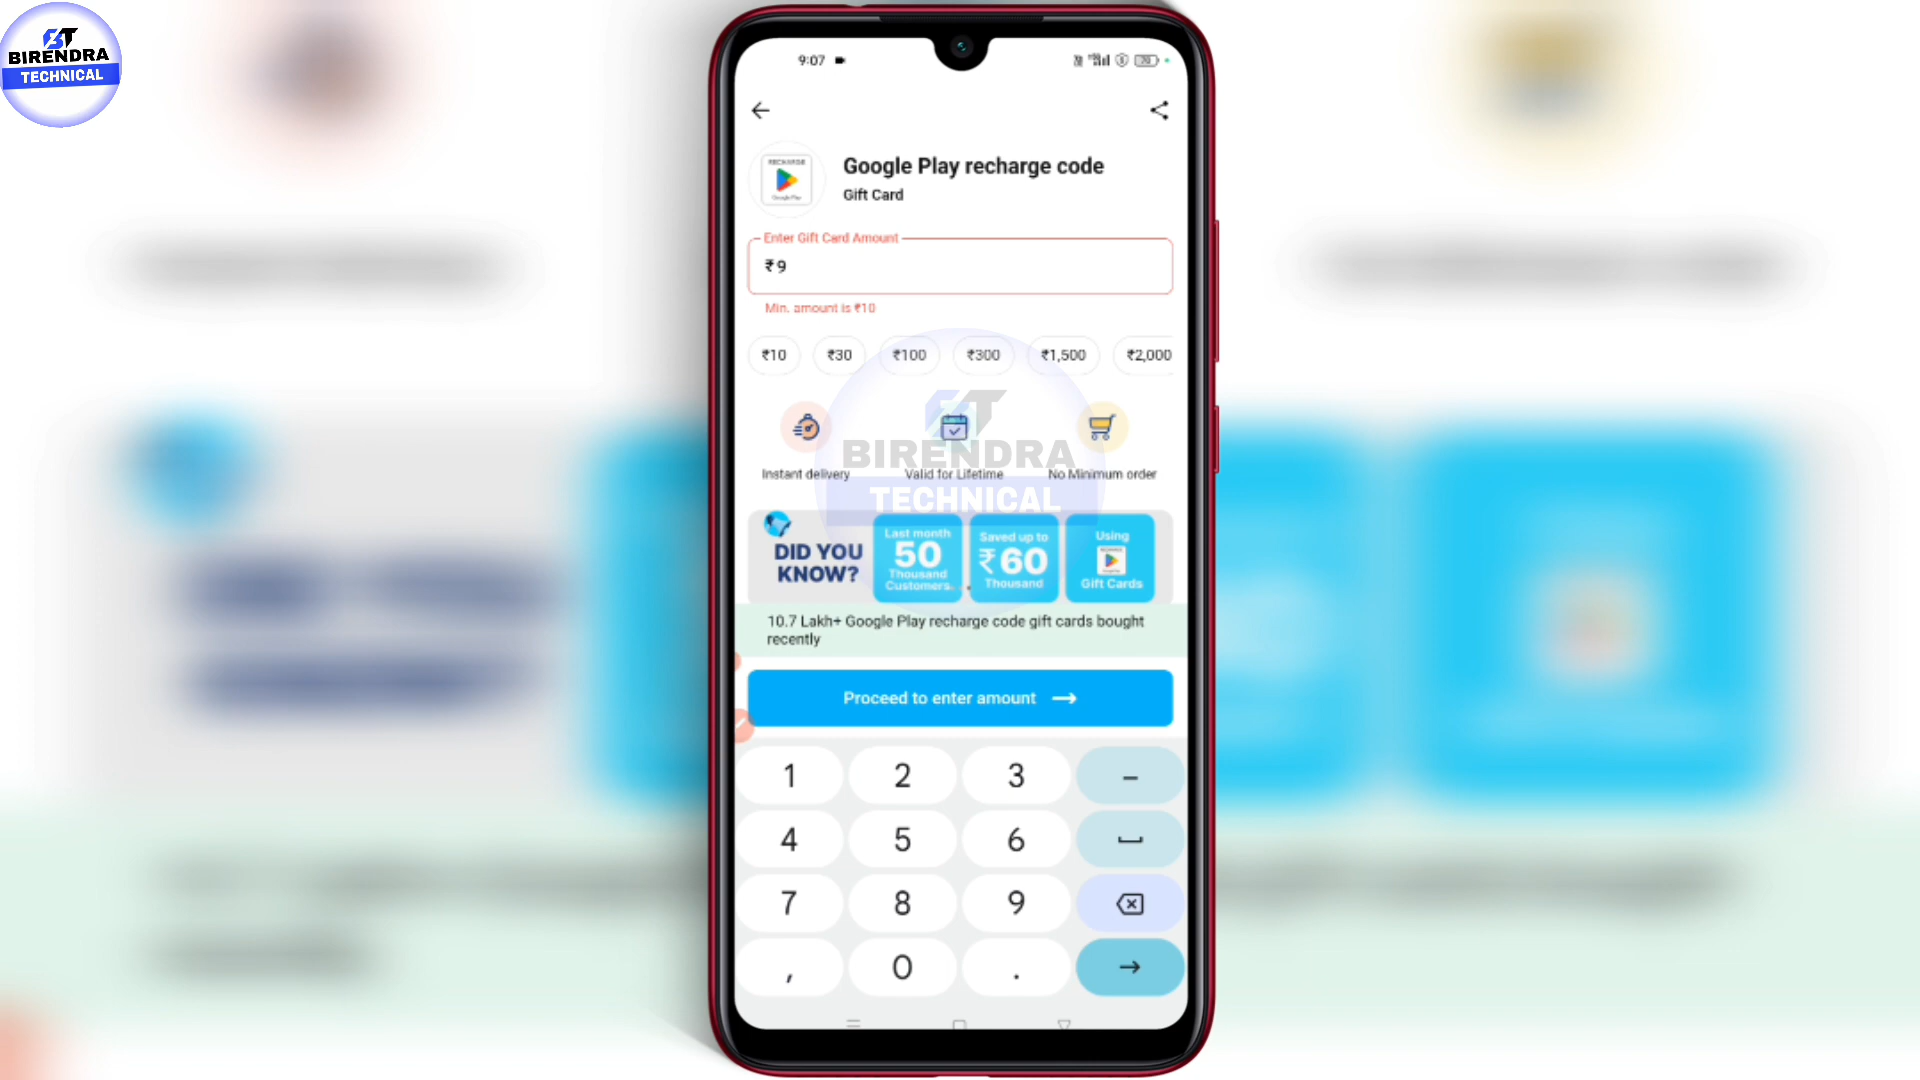 BIRENDRA
TECHNICAL
9:07
Google Play recharge code
Gift Card
RECHARGE
Google Play
Enter Gift Card Amount
₹9
Min. amount is ₹10
₹10 ₹30 ₹100 ₹300 ₹1,500 ₹2,000
BIRENDRA
TECHNICAL
Instant delivery Valid for Lifetime No Minimum order
DID YOU
KNOW?
Last month
50
Thousand
Customers
Saved up to
₹60
Thousand
Using
Gift Cards
10.7 Lakh+ Google Play recharge code gift cards bought
recently
Proceed to enter amount →
1 2 3 –
4 5 6
7 8 9
, 0 . →